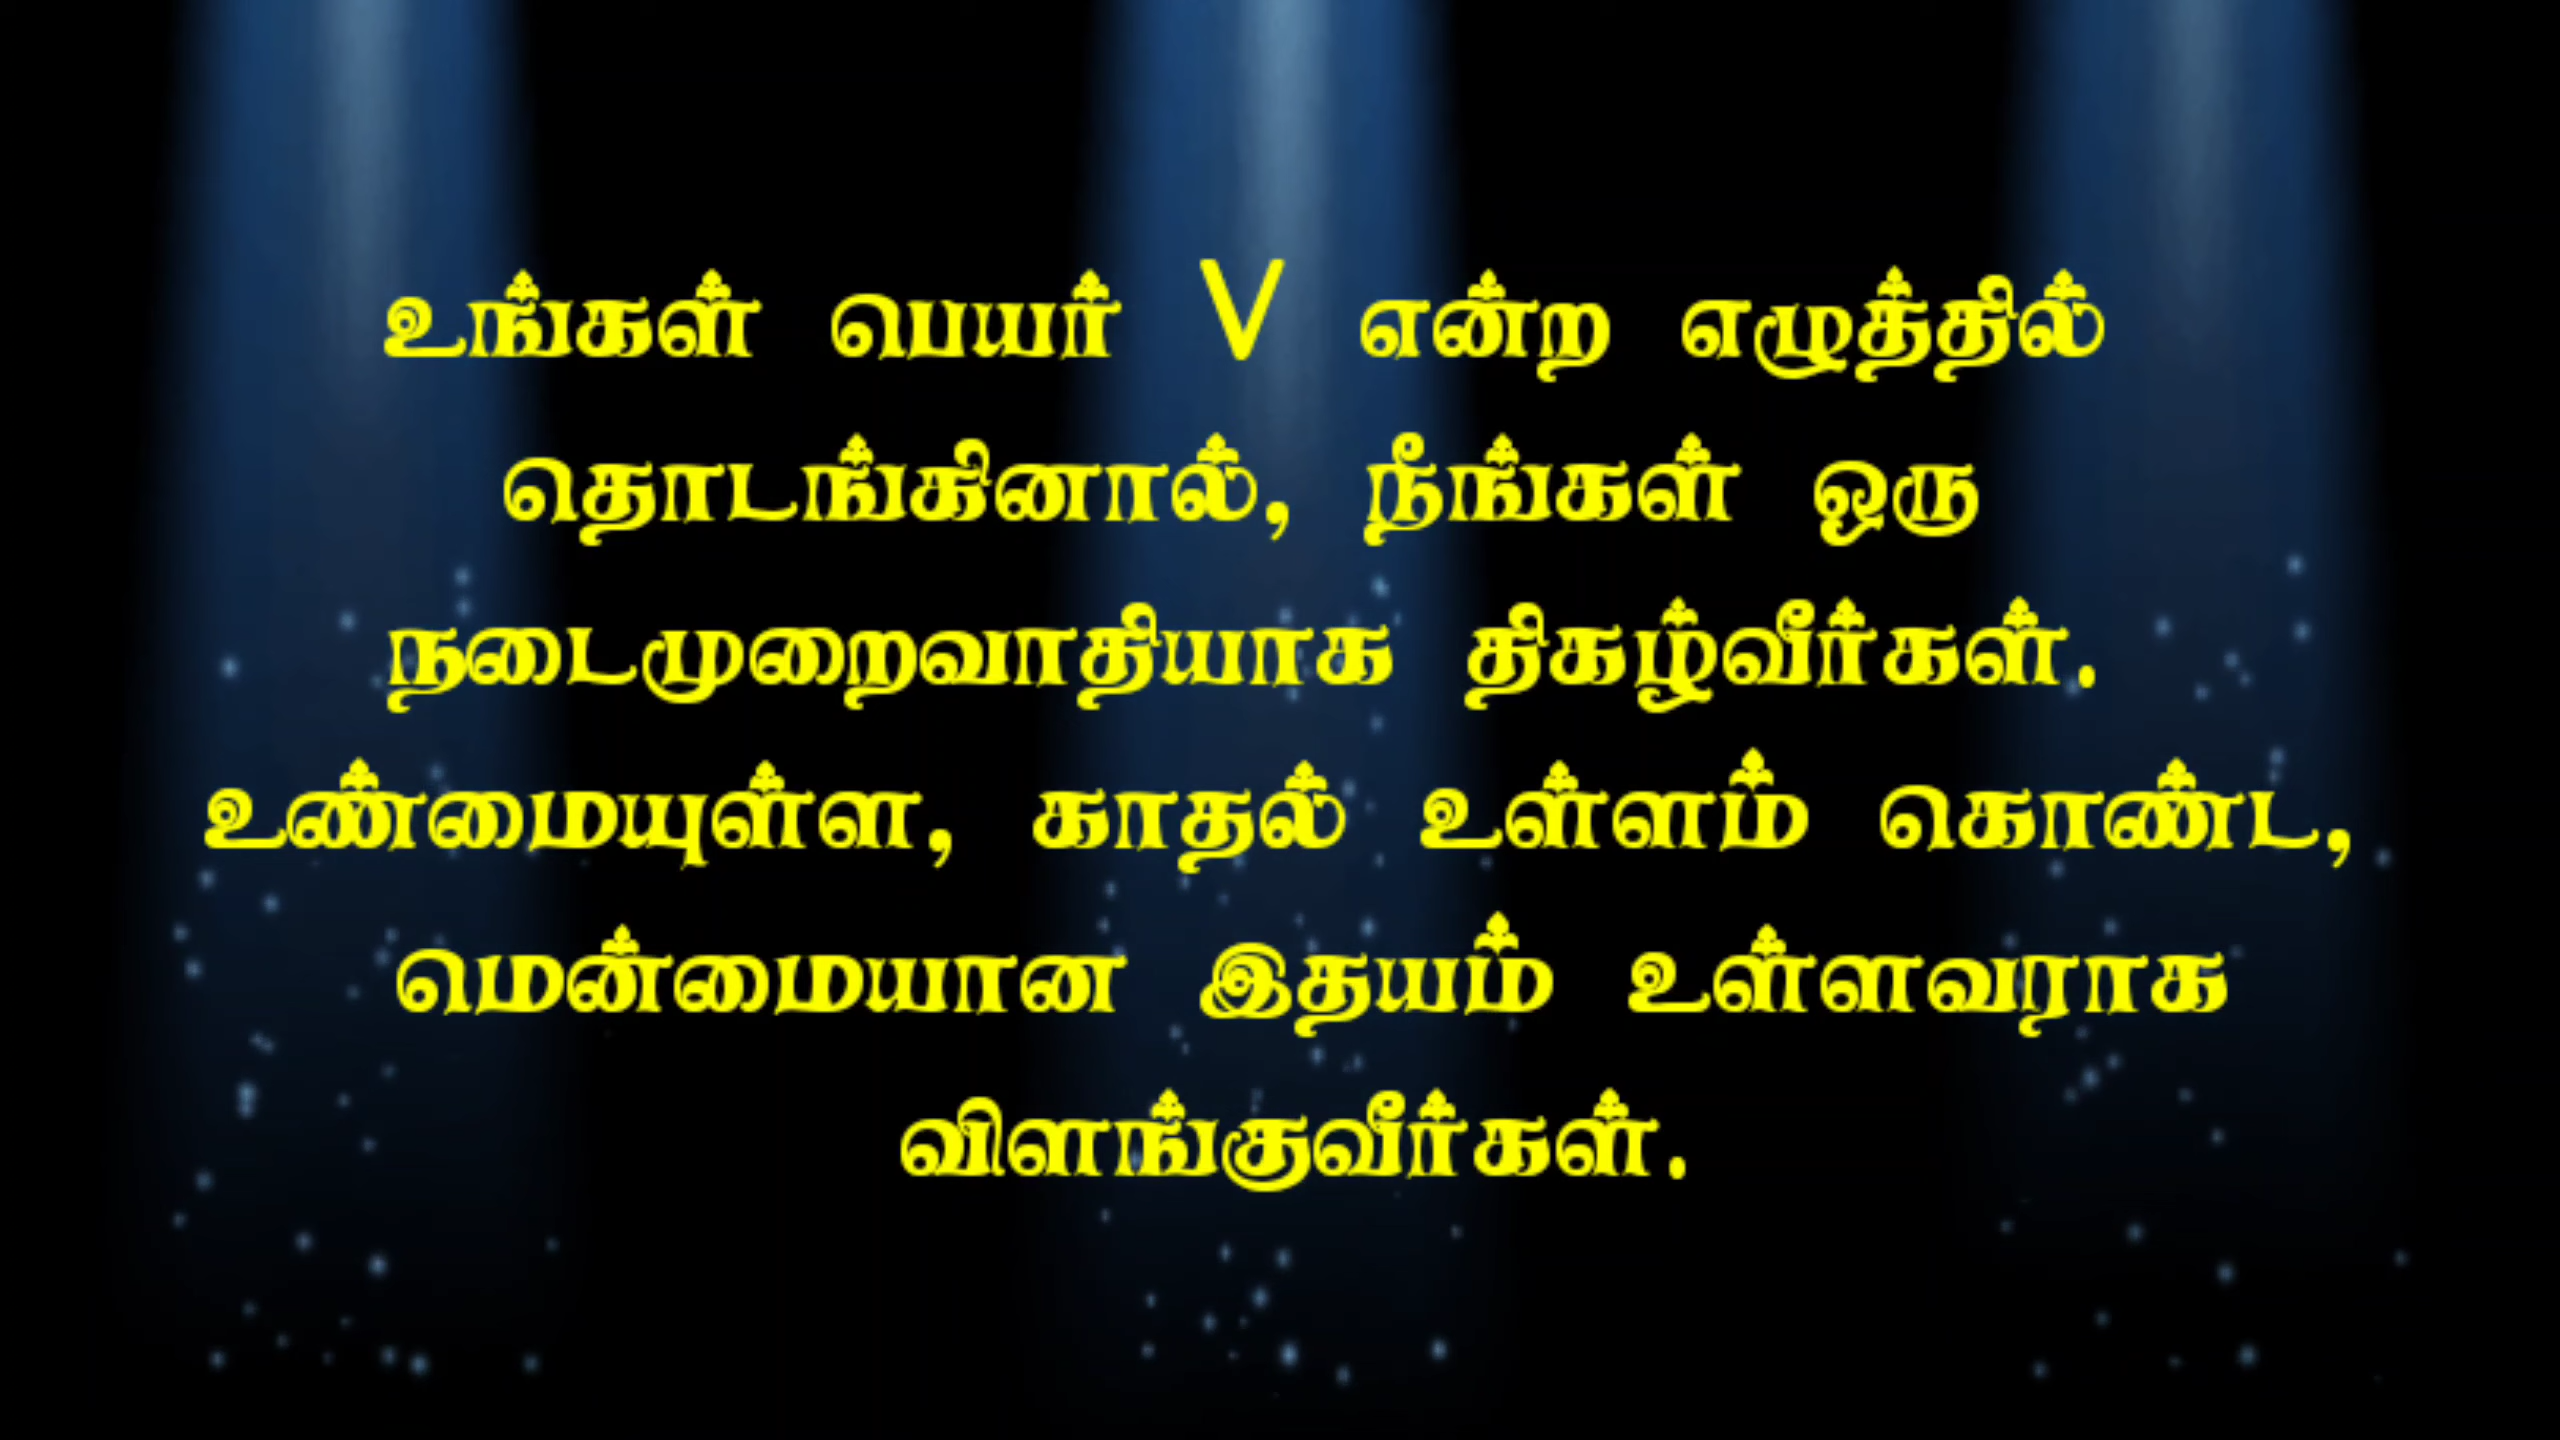 உங்கள் பெயர் V என்ற எழுத்தில்
தொடங்கினால், நீங்கள் ஒரு
நடைமுறைவாதியாக திகழ்வீர்கள்.
உண்மையுள்ள, காதல் உள்ளம் கொண்ட,
மென்மையான இதயம் உள்ளவராக
விளங்குவீர்கள்.